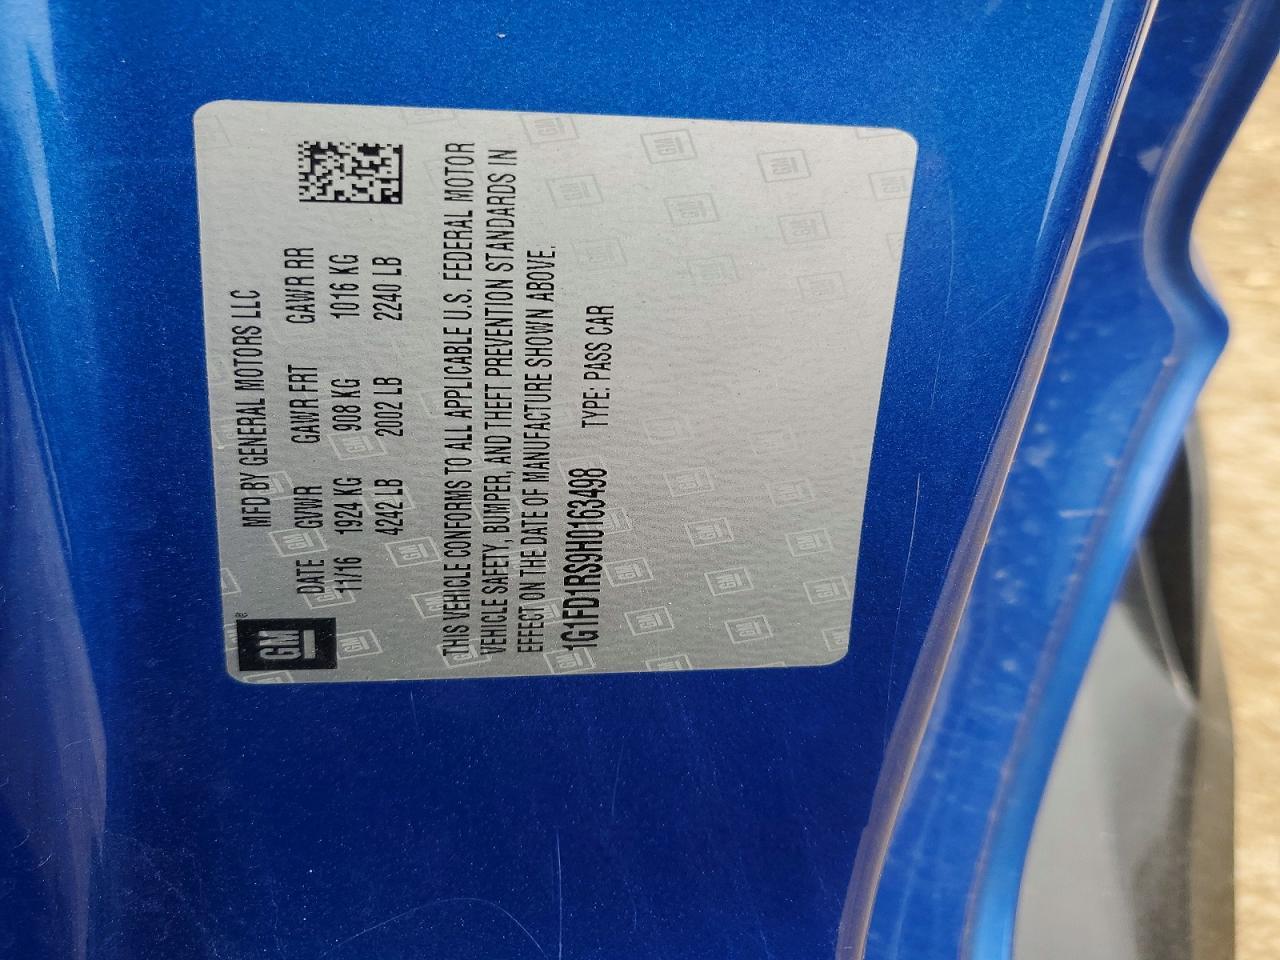 GM
MFD BY GENERAL MOTORS LLC
DATE GVWR GAWR FRT GAWR RR
11/16 1924 KG 908 KG 1016 KG
4242 LB 2002 LB 2240 LB
THIS VEHICLE CONFORMS TO ALL APPLICABLE U.S. FEDERAL MOTOR
VEHICLE SAFETY, BUMPER, AND THEFT PREVENTION STANDARDS IN
EFFECT ON THE DATE OF MANUFACTURE SHOWN ABOVE.
1G1FD1RS9H0163498 TYPE: PASS CAR